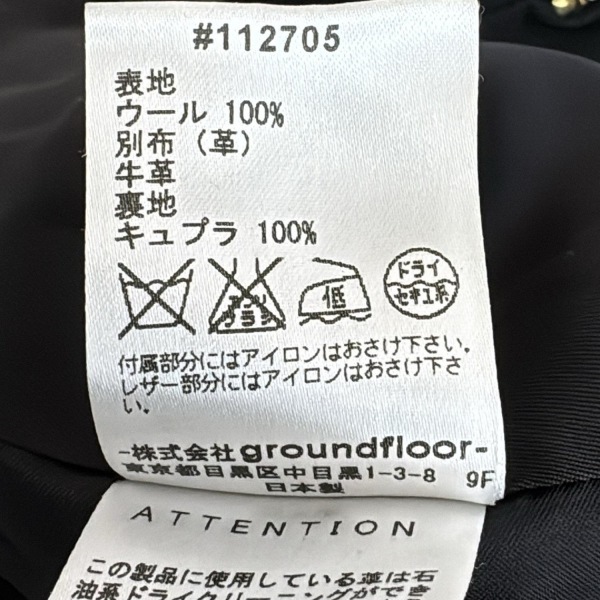 #112705
表地
ウール 100%
別布（革）
牛革
裏地
キュプラ 100%
エンソ
ブラシ
低
ドライ
セキユ系
付属部分にはアイロンはおさけ下さい。
レザー部分にはアイロンはおさけ下さ
い。
-株式会社groundfloor-
東京都目黒区中目黒1-3-8 9F
日本製
ATTENTION
この製品に使用している革は石
油系ドライクリーニングができ